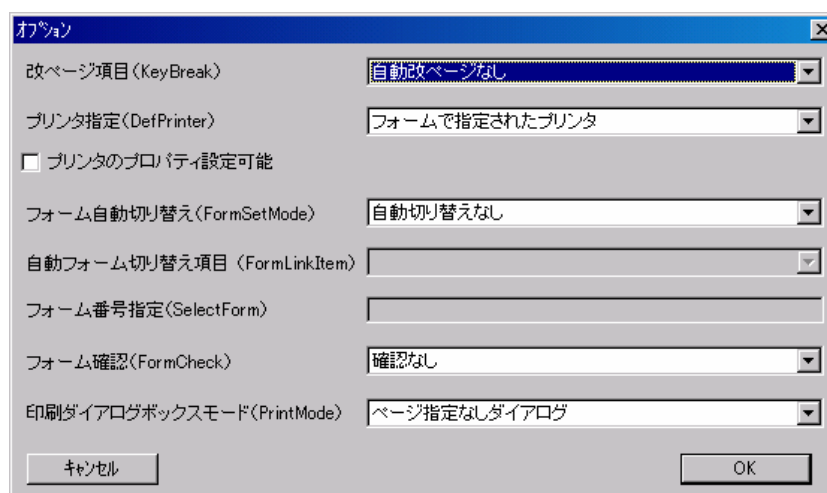 オプション
改ページ項目(KeyBreak) 自動改ページなし
プリンタ指定(DefPrinter) フォームで指定されたプリンタ
プリンタのプロパティ設定可能
フォーム自動切り替え(FormSetMode) 自動切り替えなし
自動フォーム切り替え項目 (FormLinkItem)
フォーム番号指定(SelectForm)
フォーム確認(FormCheck) 確認なし
印刷ダイアログボックスモード(PrintMode) ページ指定なしダイアログ
キャンセル OK